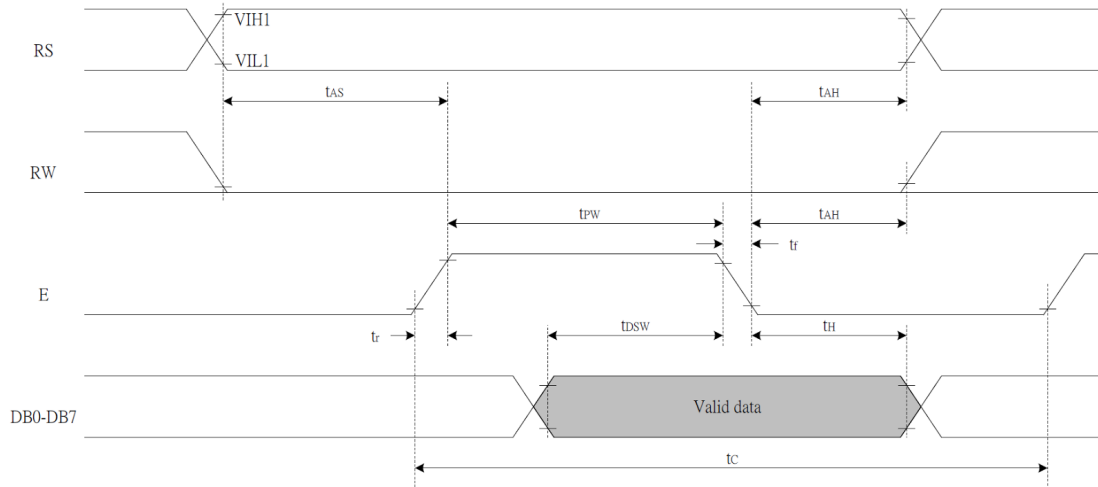 VIH1
RS
VIL1
tAS tAH
RW
tPW tAH
tf
E
tr tDSW tH
DB0-DB7 Valid data
tC